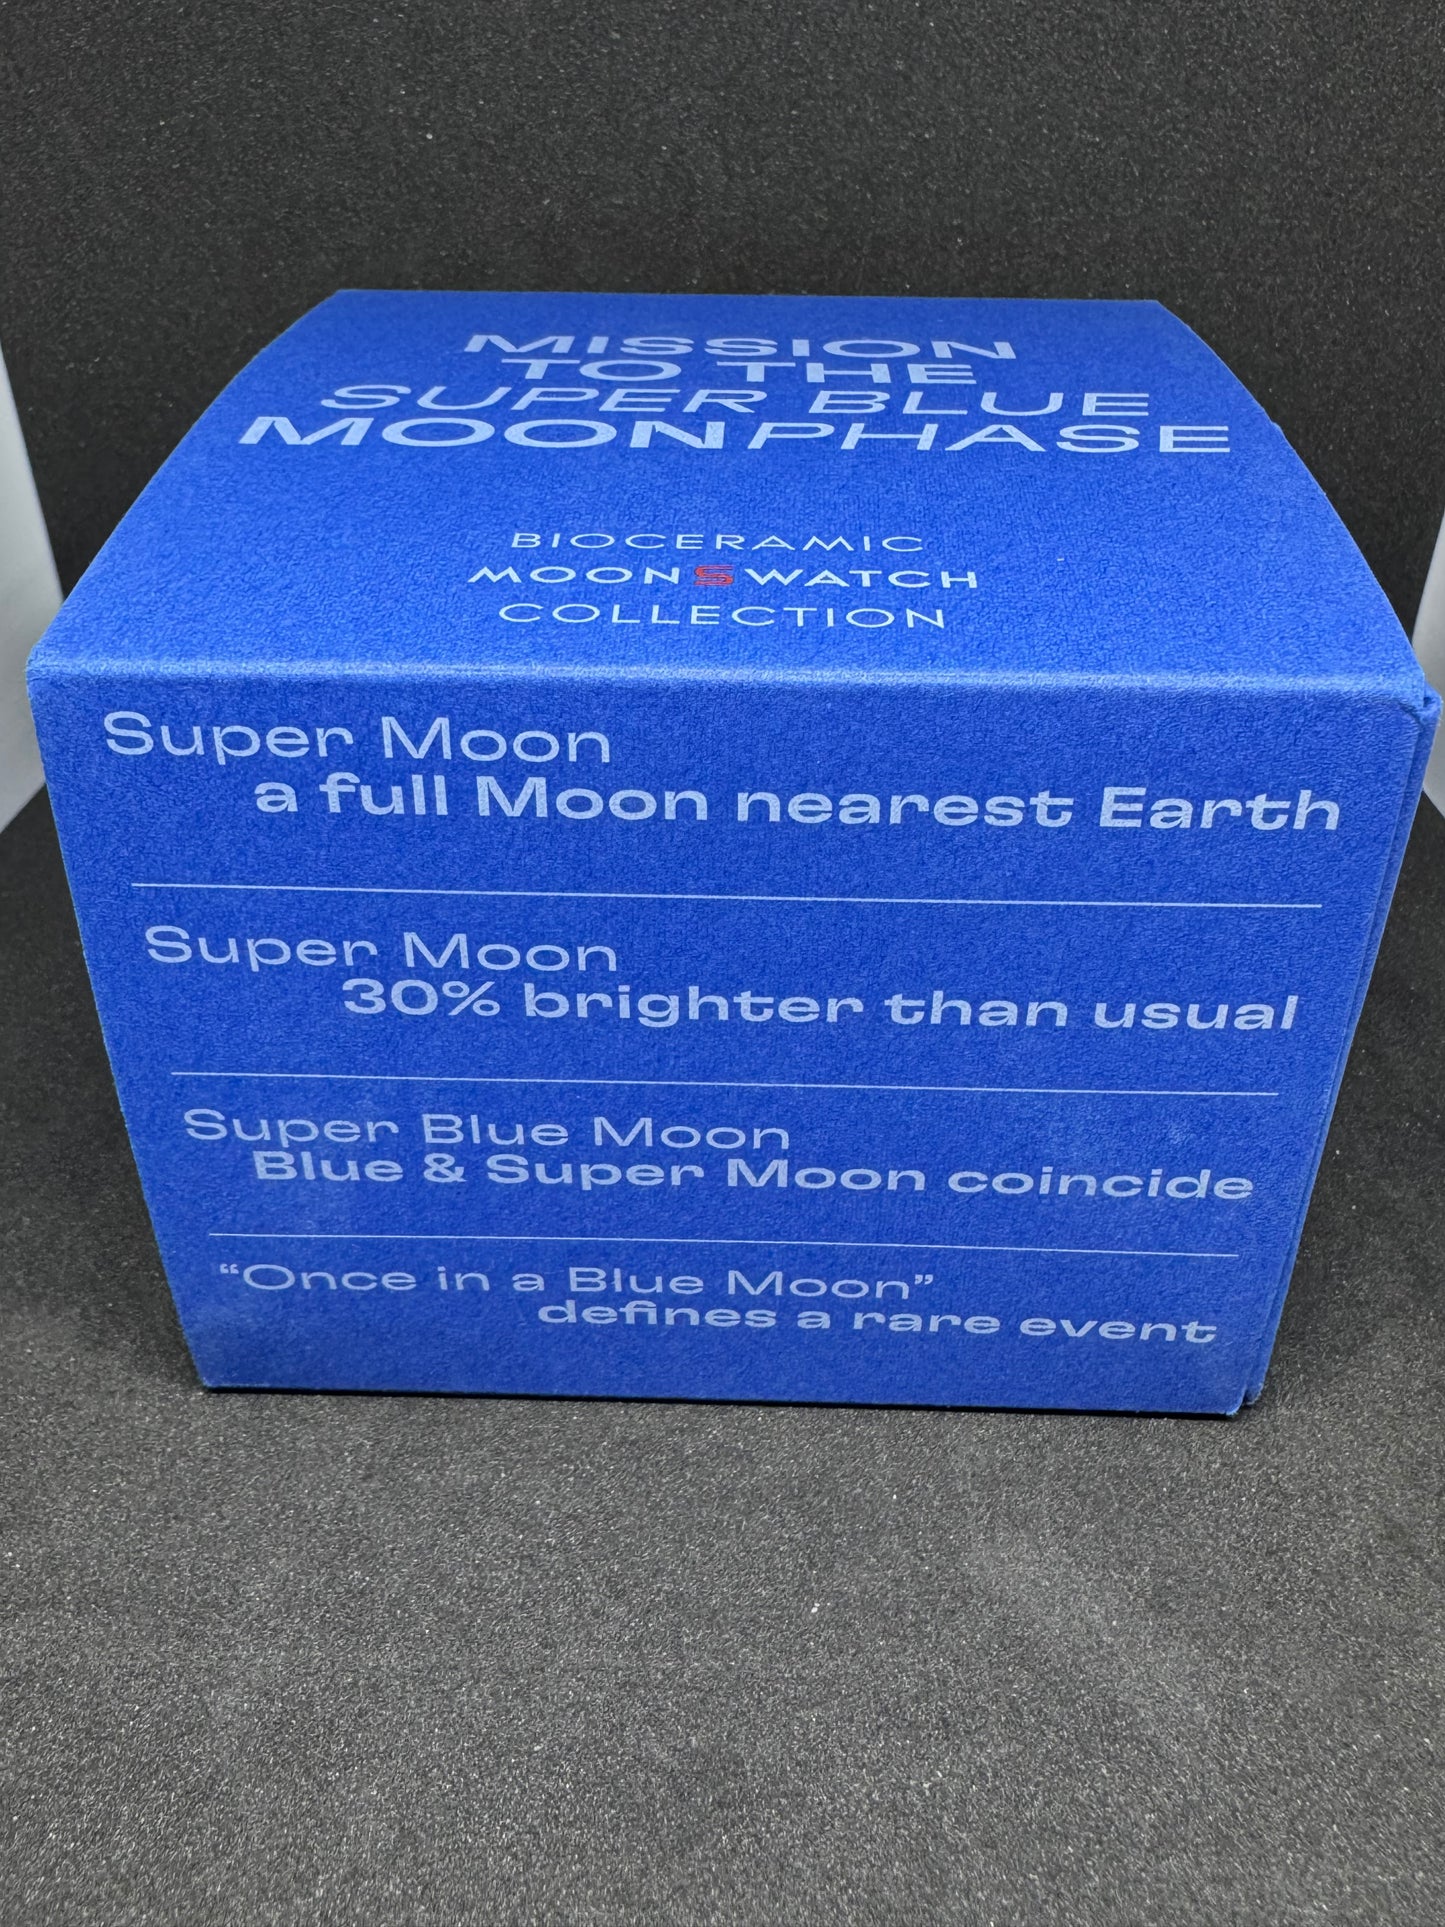 MISSION
TO THE
SUPER BLUE
MOONPHASE
BIOCERAMIC
MOONSWATCH
COLLECTION
Super Moon
a full Moon nearest Earth
Super Moon
30% brighter than usual
Super Blue Moon
Blue & Super Moon coincide
“Once in a Blue Moon”
defines a rare event